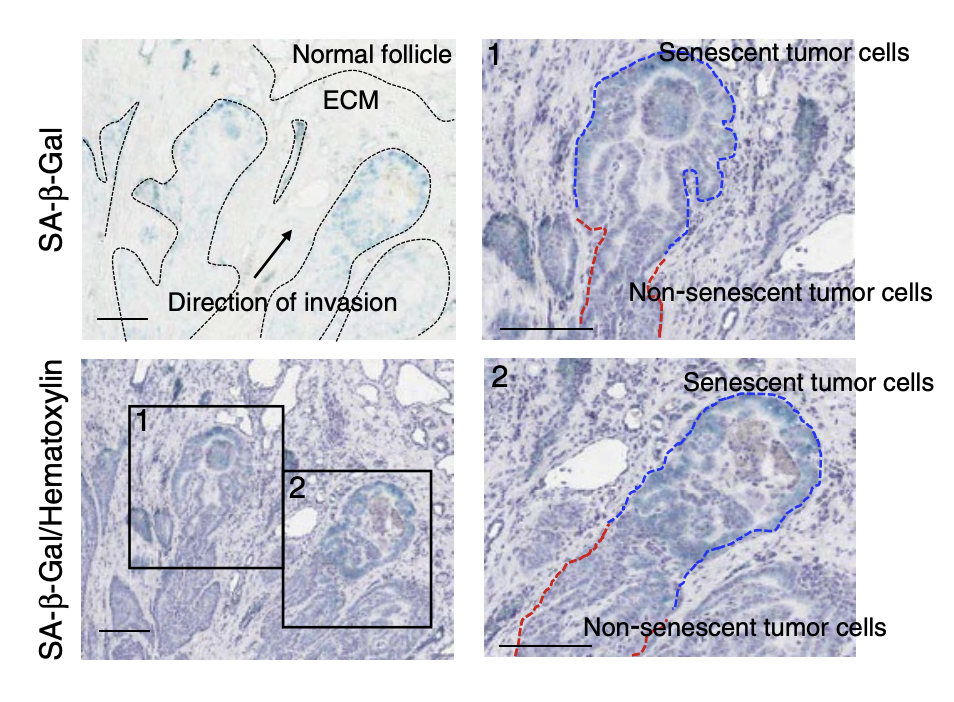 SA-β-Gal
Normal follicle
ECM
Direction of invasion
1
Senescent tumor cells
Non-senescent tumor cells
SA-β-Gal/Hematoxylin
1
2
2
Senescent tumor cells
Non-senescent tumor cells